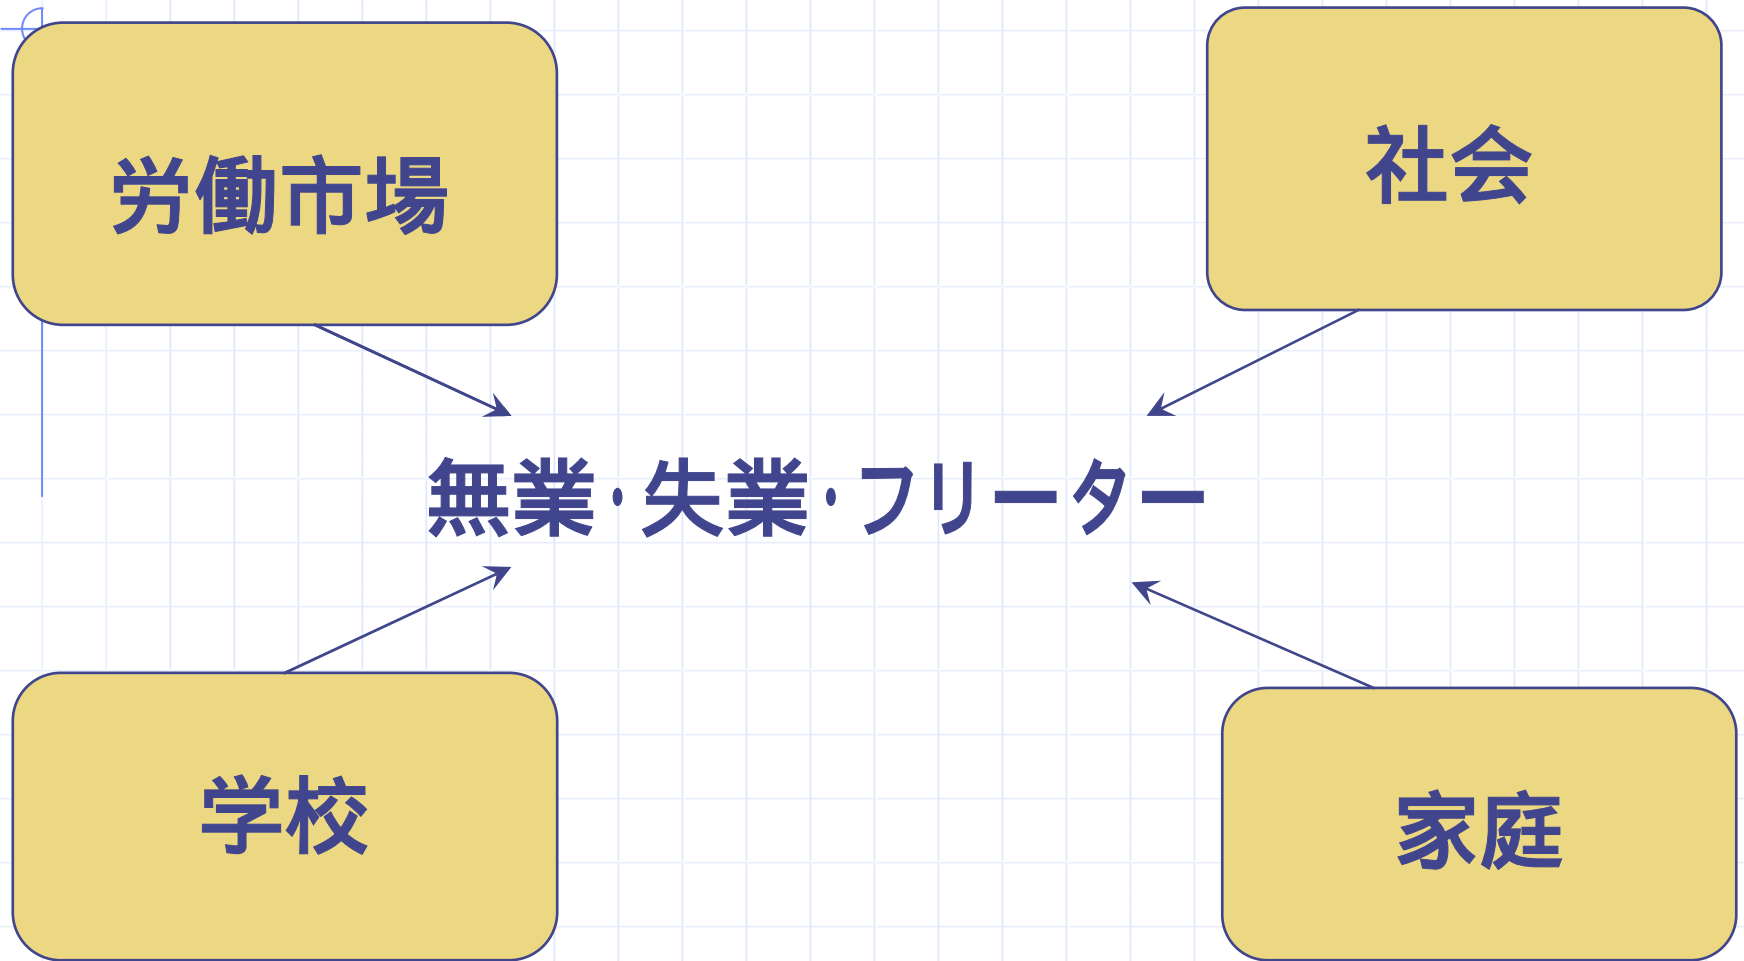 労働市場
社会
無業・失業・フリーター
学校
家庭